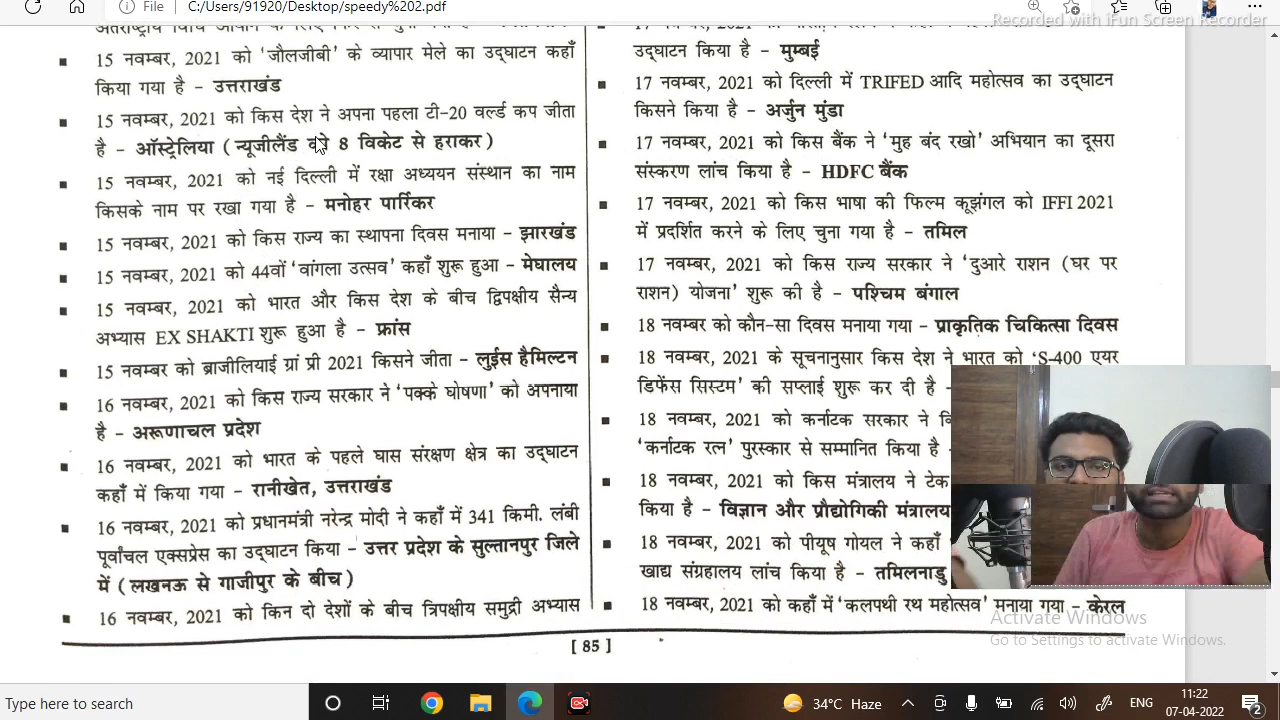 File
C:/Users/91920/Desktop/speedy%202.pdf
Recorded with iFun Screen Recorder
15 नवम्बर, 2021 को ‘जौलजीबी’ के व्यापार मेले का उद्घाटन कहाँ
किया गया है – उत्तराखंड
15 नवम्बर, 2021 को किस देश ने अपना पहला टी-20 वर्ल्ड कप जीता
है – ऑस्ट्रेलिया (न्यूजीलैंड को 8 विकेट से हराकर)
15 नवम्बर, 2021 को नई दिल्ली में रक्षा अध्ययन संस्थान का नाम
किसके नाम पर रखा गया है – मनोहर पार्रिकर
15 नवम्बर, 2021 को किस राज्य का स्थापना दिवस मनाया – झारखंड
15 नवम्बर, 2021 को 44वां ‘वांगला उत्सव’ कहाँ शुरू हुआ – मेघालय
15 नवम्बर, 2021 को भारत और किस देश के बीच द्विपक्षीय सैन्य
अभ्यास EX SHAKTI शुरू हुआ है – फ्रांस
15 नवम्बर को ब्राजीलियाई ग्रां प्री 2021 किसने जीता – लुईस हैमिल्टन
16 नवम्बर, 2021 को किस राज्य सरकार ने ‘पक्के घोषणा’ को अपनाया
है – अरूणाचल प्रदेश
16 नवम्बर, 2021 को भारत के पहले घास संरक्षण क्षेत्र का उद्घाटन
कहाँ में किया गया – रानीखेत, उत्तराखंड
16 नवम्बर, 2021 को प्रधानमंत्री नरेन्द्र मोदी ने कहाँ में 341 किमी. लंबी
पूर्वांचल एक्सप्रेस का उद्घाटन किया – उत्तर प्रदेश के सुल्तानपुर जिले
में (लखनऊ से गाजीपुर के बीच)
16 नवम्बर, 2021 को किन दो देशों के बीच त्रिपक्षीय समुद्री अभ्यास
उद्घाटन किया है – मुम्बई
17 नवम्बर, 2021 को दिल्ली में TRIFED आदि महोत्सव का उद्घाटन
किसने किया है – अर्जुन मुंडा
17 नवम्बर, 2021 को किस बैंक ने ‘मुह बंद रखो’ अभियान का दूसरा
संस्करण लांच किया है – HDFC बैंक
17 नवम्बर, 2021 को किस भाषा की फिल्म कूझंगल को IFFI 2021
में प्रदर्शित करने के लिए चुना गया है – तमिल
17 नवम्बर, 2021 को किस राज्य सरकार ने ‘दुआरे राशन (घर पर
राशन) योजना’ शुरू की है – पश्चिम बंगाल
18 नवम्बर को कौन-सा दिवस मनाया गया – प्राकृतिक चिकित्सा दिवस
18 नवम्बर, 2021 के सूचनानुसार किस देश ने भारत को ‘S-400 एयर
डिफेंस सिस्टम’ की सप्लाई शुरू कर दी है –
18 नवम्बर, 2021 को कर्नाटक सरकार ने
‘कर्नाटक रत्न’ पुरस्कार से सम्मानित किया है
18 नवम्बर, 2021 को किस मंत्रालय ने टेक
किया है – विज्ञान और प्रौद्योगिकी मंत्रालय
18 नवम्बर, 2021 को पीयूष गोयल ने कहाँ
खाद्य संग्रहालय लांच किया है – तमिलनाडु
18 नवम्बर, 2021 को कहाँ में ‘कलपथी रथ महोत्सव’ मनाया गया – केरल
[ 85 ]
Activate Windows
Go to Settings to activate Windows.
Type here to search
34°C Haze
ENG
11:22
07-04-2022
2